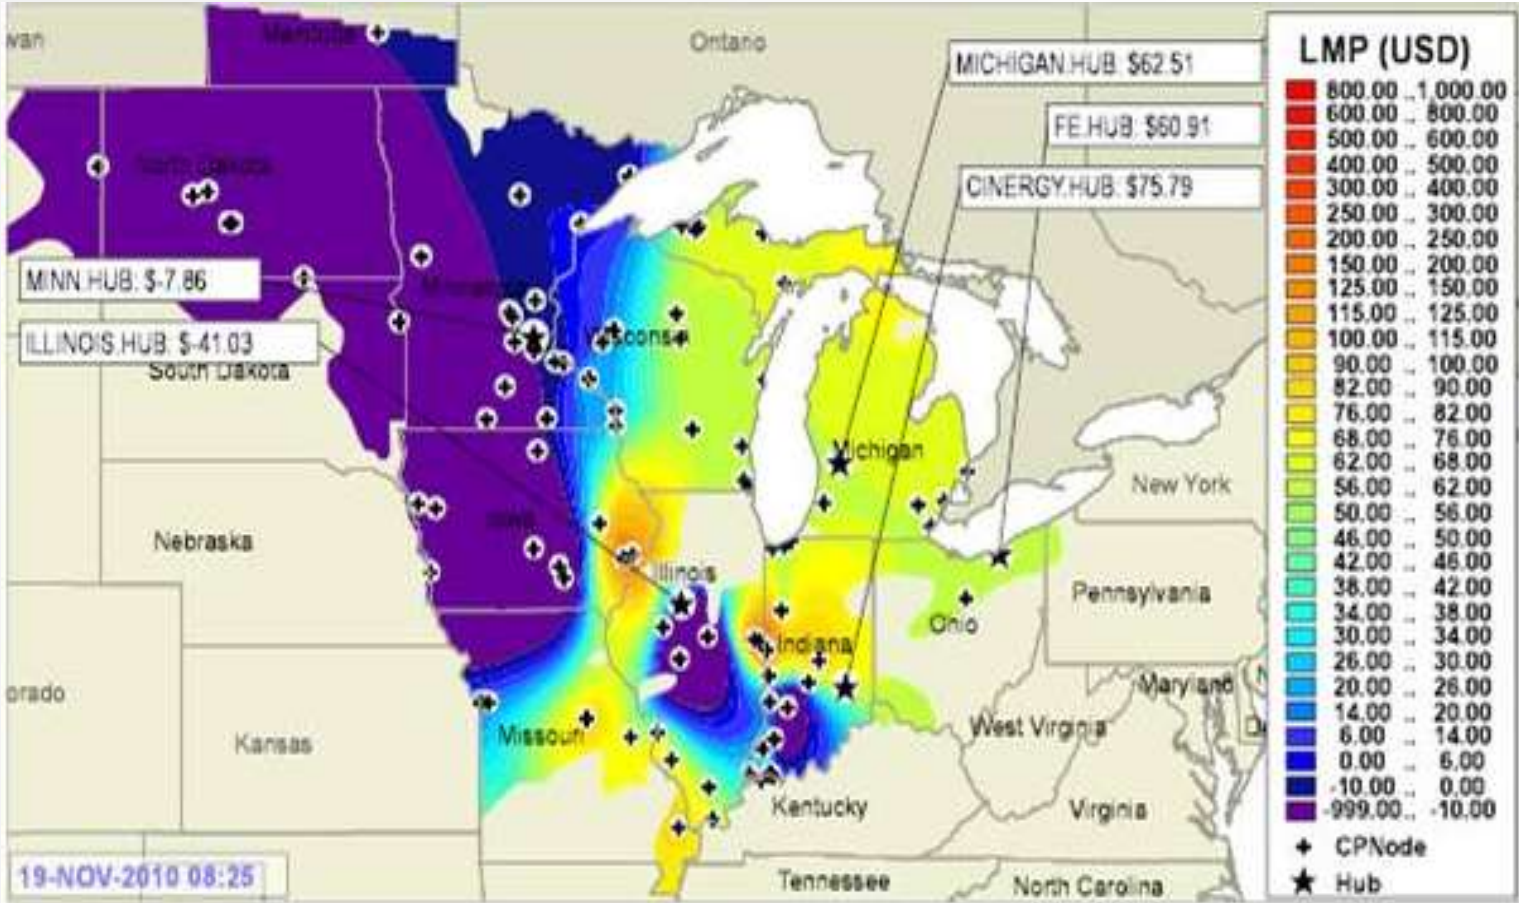 wan
Manitoba
Ontario
MICHIGAN.HUB: $62.51
FE.HUB: $60.91
CINERGY.HUB: $75.79
North Dakota
MINN.HUB: $-7.86
Minnesota
ILLINOIS.HUB: $-41.03
Wisconsin
South Dakota
Michigan
New York
Iowa
Nebraska
Illinois
Pennsylvania
Ohio
Indiana
Maryland
N
orado
West Virginia
D
Missouri
Kansas
Kentucky
Virginia
19-NOV-2010 08:25
Tennessee
North Carolina
LMP (USD)
800.00 .. 1,000.00
600.00 .. 800.00
500.00 .. 600.00
400.00 .. 500.00
300.00 .. 400.00
250.00 .. 300.00
200.00 .. 250.00
150.00 .. 200.00
125.00 .. 150.00
115.00 .. 125.00
100.00 .. 115.00
90.00 .. 100.00
82.00 .. 90.00
76.00 .. 82.00
68.00 .. 76.00
62.00 .. 68.00
56.00 .. 62.00
50.00 .. 56.00
46.00 .. 50.00
42.00 .. 46.00
38.00 .. 42.00
34.00 .. 38.00
30.00 .. 34.00
26.00 .. 30.00
20.00 .. 26.00
14.00 .. 20.00
6.00 .. 14.00
0.00 .. 6.00
-10.00 .. 0.00
-999.00 .. -10.00
CPNode
Hub